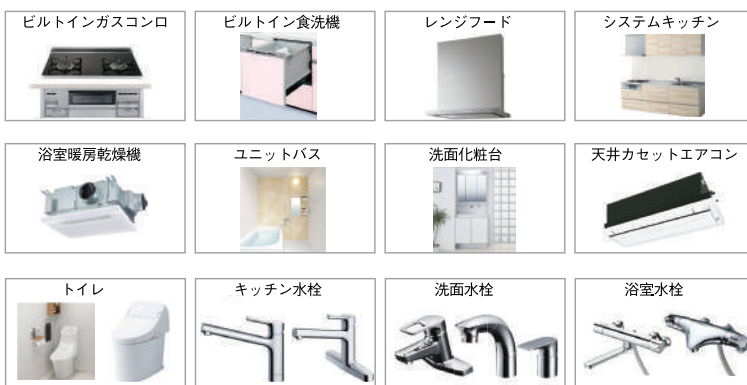 ビルトインガスコンロ
ビルトイン食洗機
レンジフード
システムキッチン
浴室暖房乾燥機
ユニットバス
洗面化粧台
天井カセットエアコン
トイレ
キッチン水栓
洗面水栓
浴室水栓